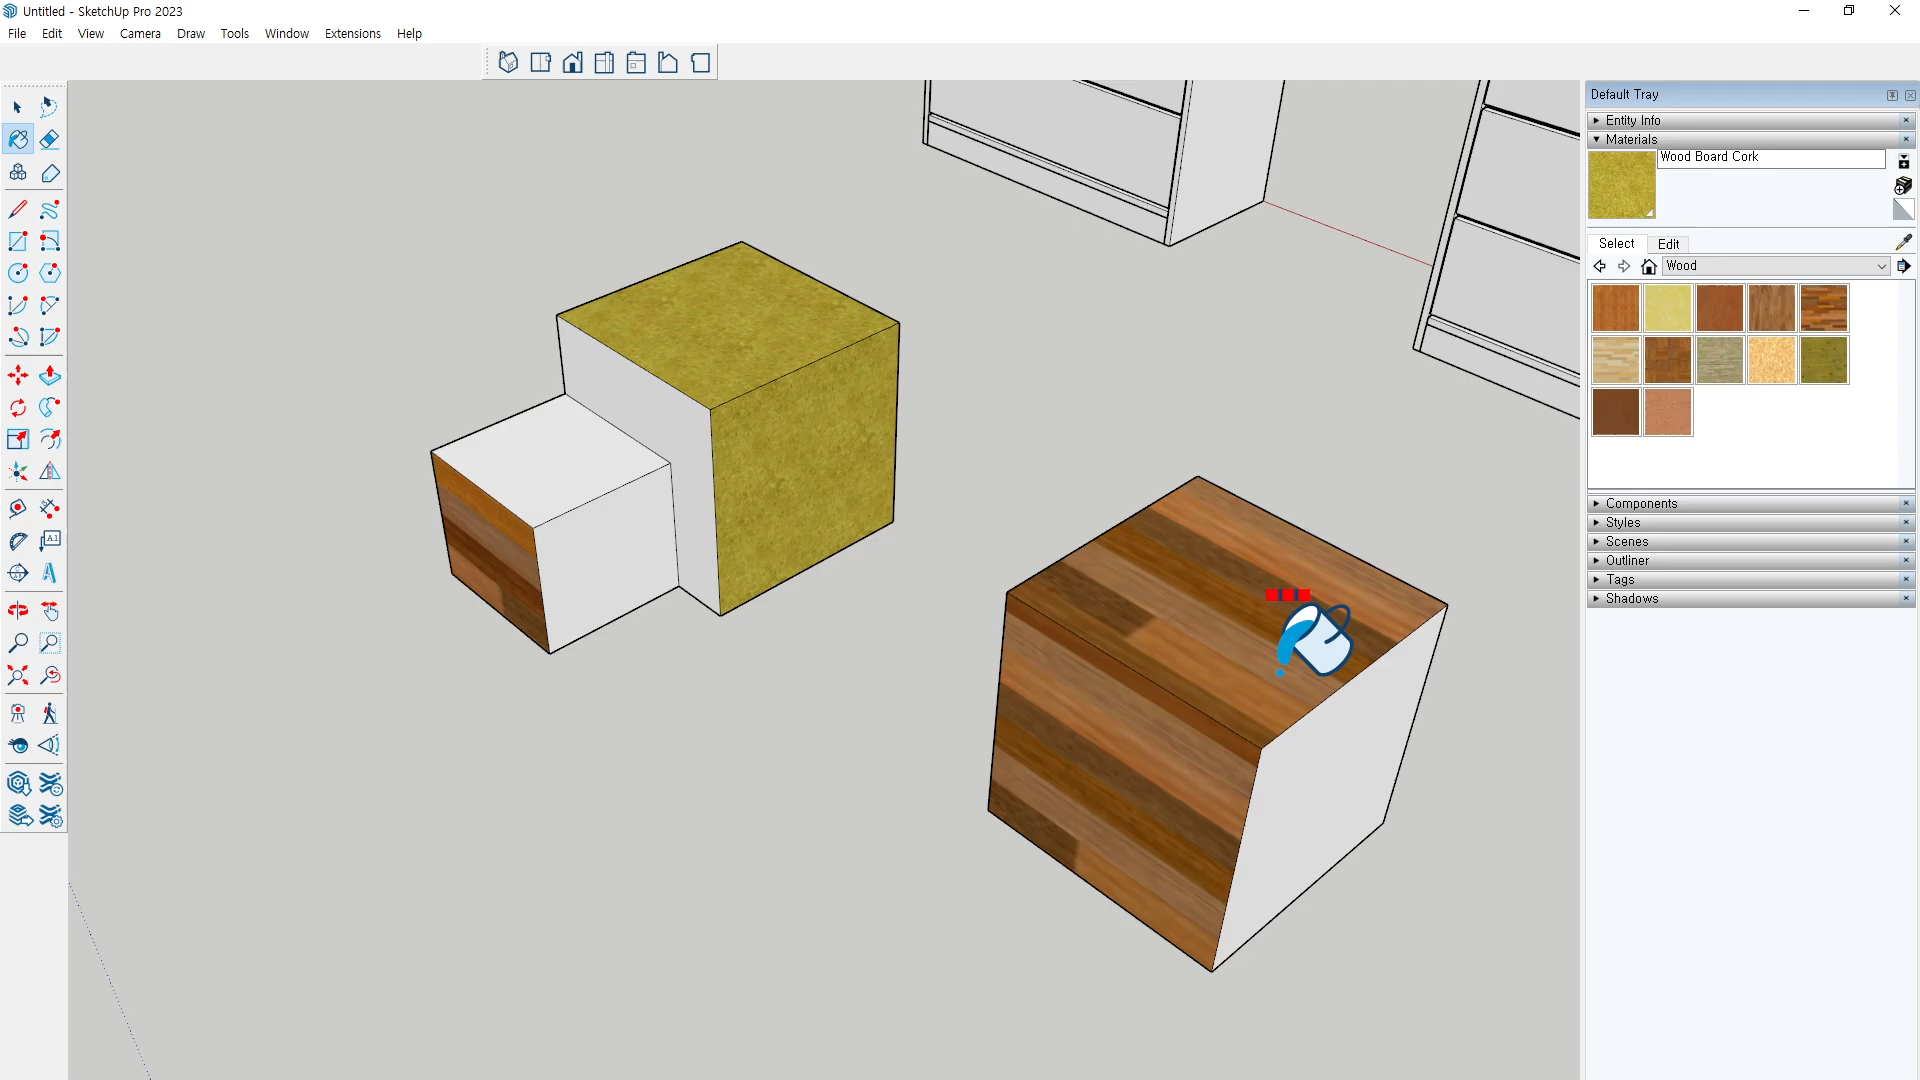 Untitled - SketchUp Pro 2023
File Edit View Camera Draw Tools Window Extensions Help
Default Tray
Entity Info
Materials
Wood Board Cork
Select Edit
Wood
Components
Styles
Scenes
Outliner
Tags
Shadows
A1